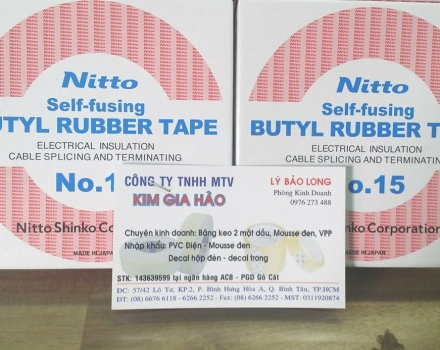 Nitto
Self-fusing
BUTYL RUBBER TAPE
ELECTRICAL INSULATION
CABLE SPLICING AND TERMINATING
No.1
Nitto Shinko Corporat
MADE IN JAPAN
Nitto
Self-fusing
BUTYL RUBBER T
ELECTRICAL INSULATION
CABLE SPLICING AND TERMINATI
.15
Corporation
MADE IN JAPAN
CÔNG TY TNHH MTV
KIM GIA HẢO
LÝ BẢO LONG
Phòng Kinh Doanh
0976 273 488
Chuyên kinh doanh: Băng keo 2 mặt dầu, Mousse đen, VPP
Nhập khẩu: PVC Điện - Mousse đen
Decal hộp đèn - decal trong
STK: 143639599 tại ngân hàng ACB - PGD Gò Cát
ĐC: 57/42 Lô Tư, KP.2, P. Bình Hưng Hòa A, Q. Bình Tân, TP.HCM
ĐT: (08) 6676 6118 - 6266 2252 - Fax: (08) 6266 2252 - MST: 0311920874